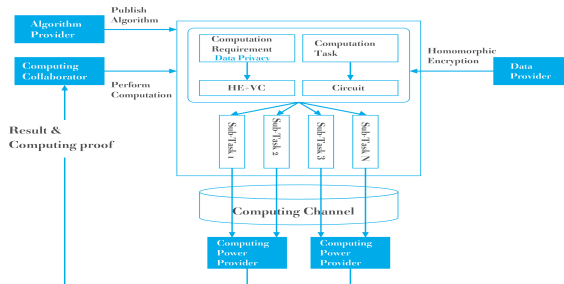 Publish
Algorithm
Algorithm
Provider
Computing
Collaborator
Perform
Computation
Computation
Requirement
Data Privacy
Computation
Task
HE+VC
Circuit
Homomorphic
Encryption
Data
Provider
Result &
Computing proof
Sub-Task 1
Sub-Task 2
Sub-Task 3
Sub-Task N
Computing Channel
Computing
Power
Provider
Computing
Power
Provider